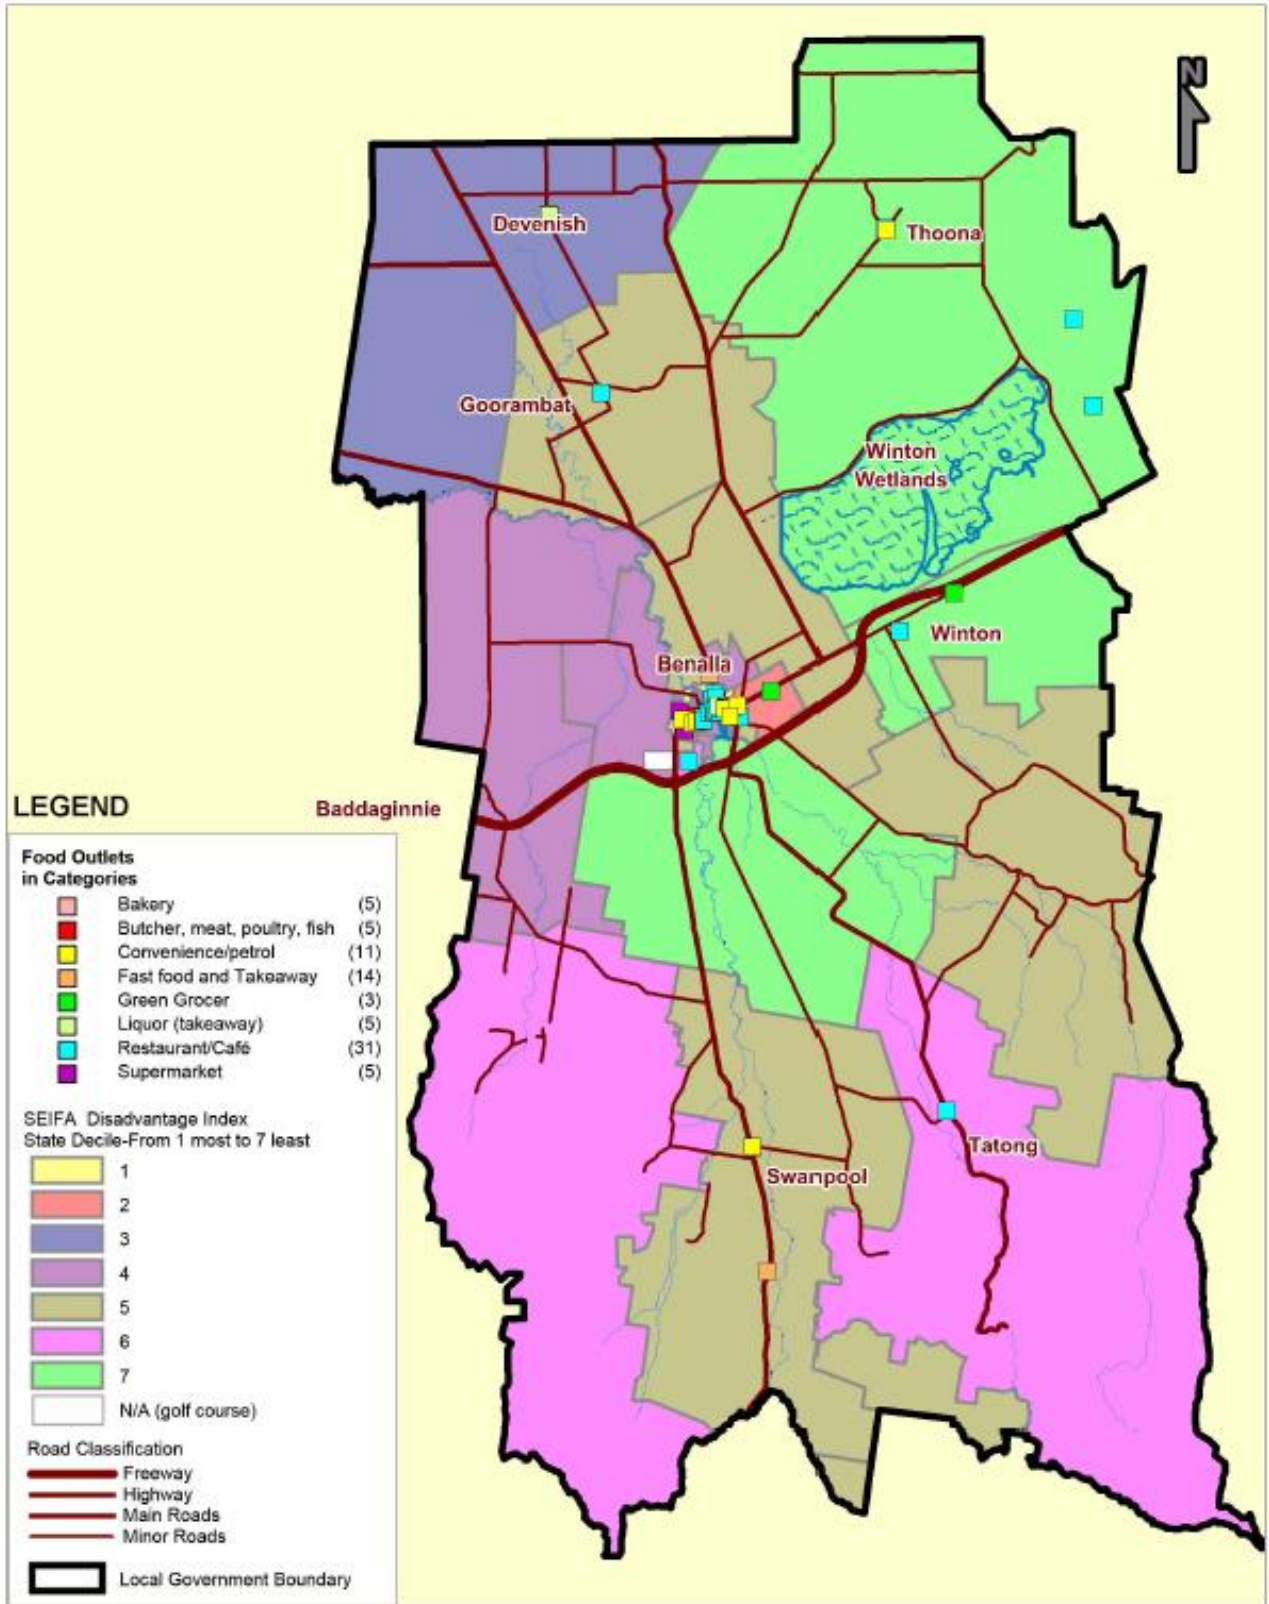 N
Devenish
Thoona
Goorambat
Winton
Wetlands
Winton
Benalla
Baddaginnie
Tatong
Swanpool
LEGEND
Food Outlets
in Categories
Bakery (5)
Butcher, meat, poultry, fish (5)
Convenience/petrol (11)
Fast food and Takeaway (14)
Green Grocer (3)
Liquor (takeaway) (5)
Restaurant/Café (31)
Supermarket (5)
SEIFA Disadvantage Index
State Decile-From 1 most to 7 least
1
2
3
4
5
6
7
N/A (golf course)
Road Classification
Freeway
Highway
Main Roads
Minor Roads
Local Government Boundary